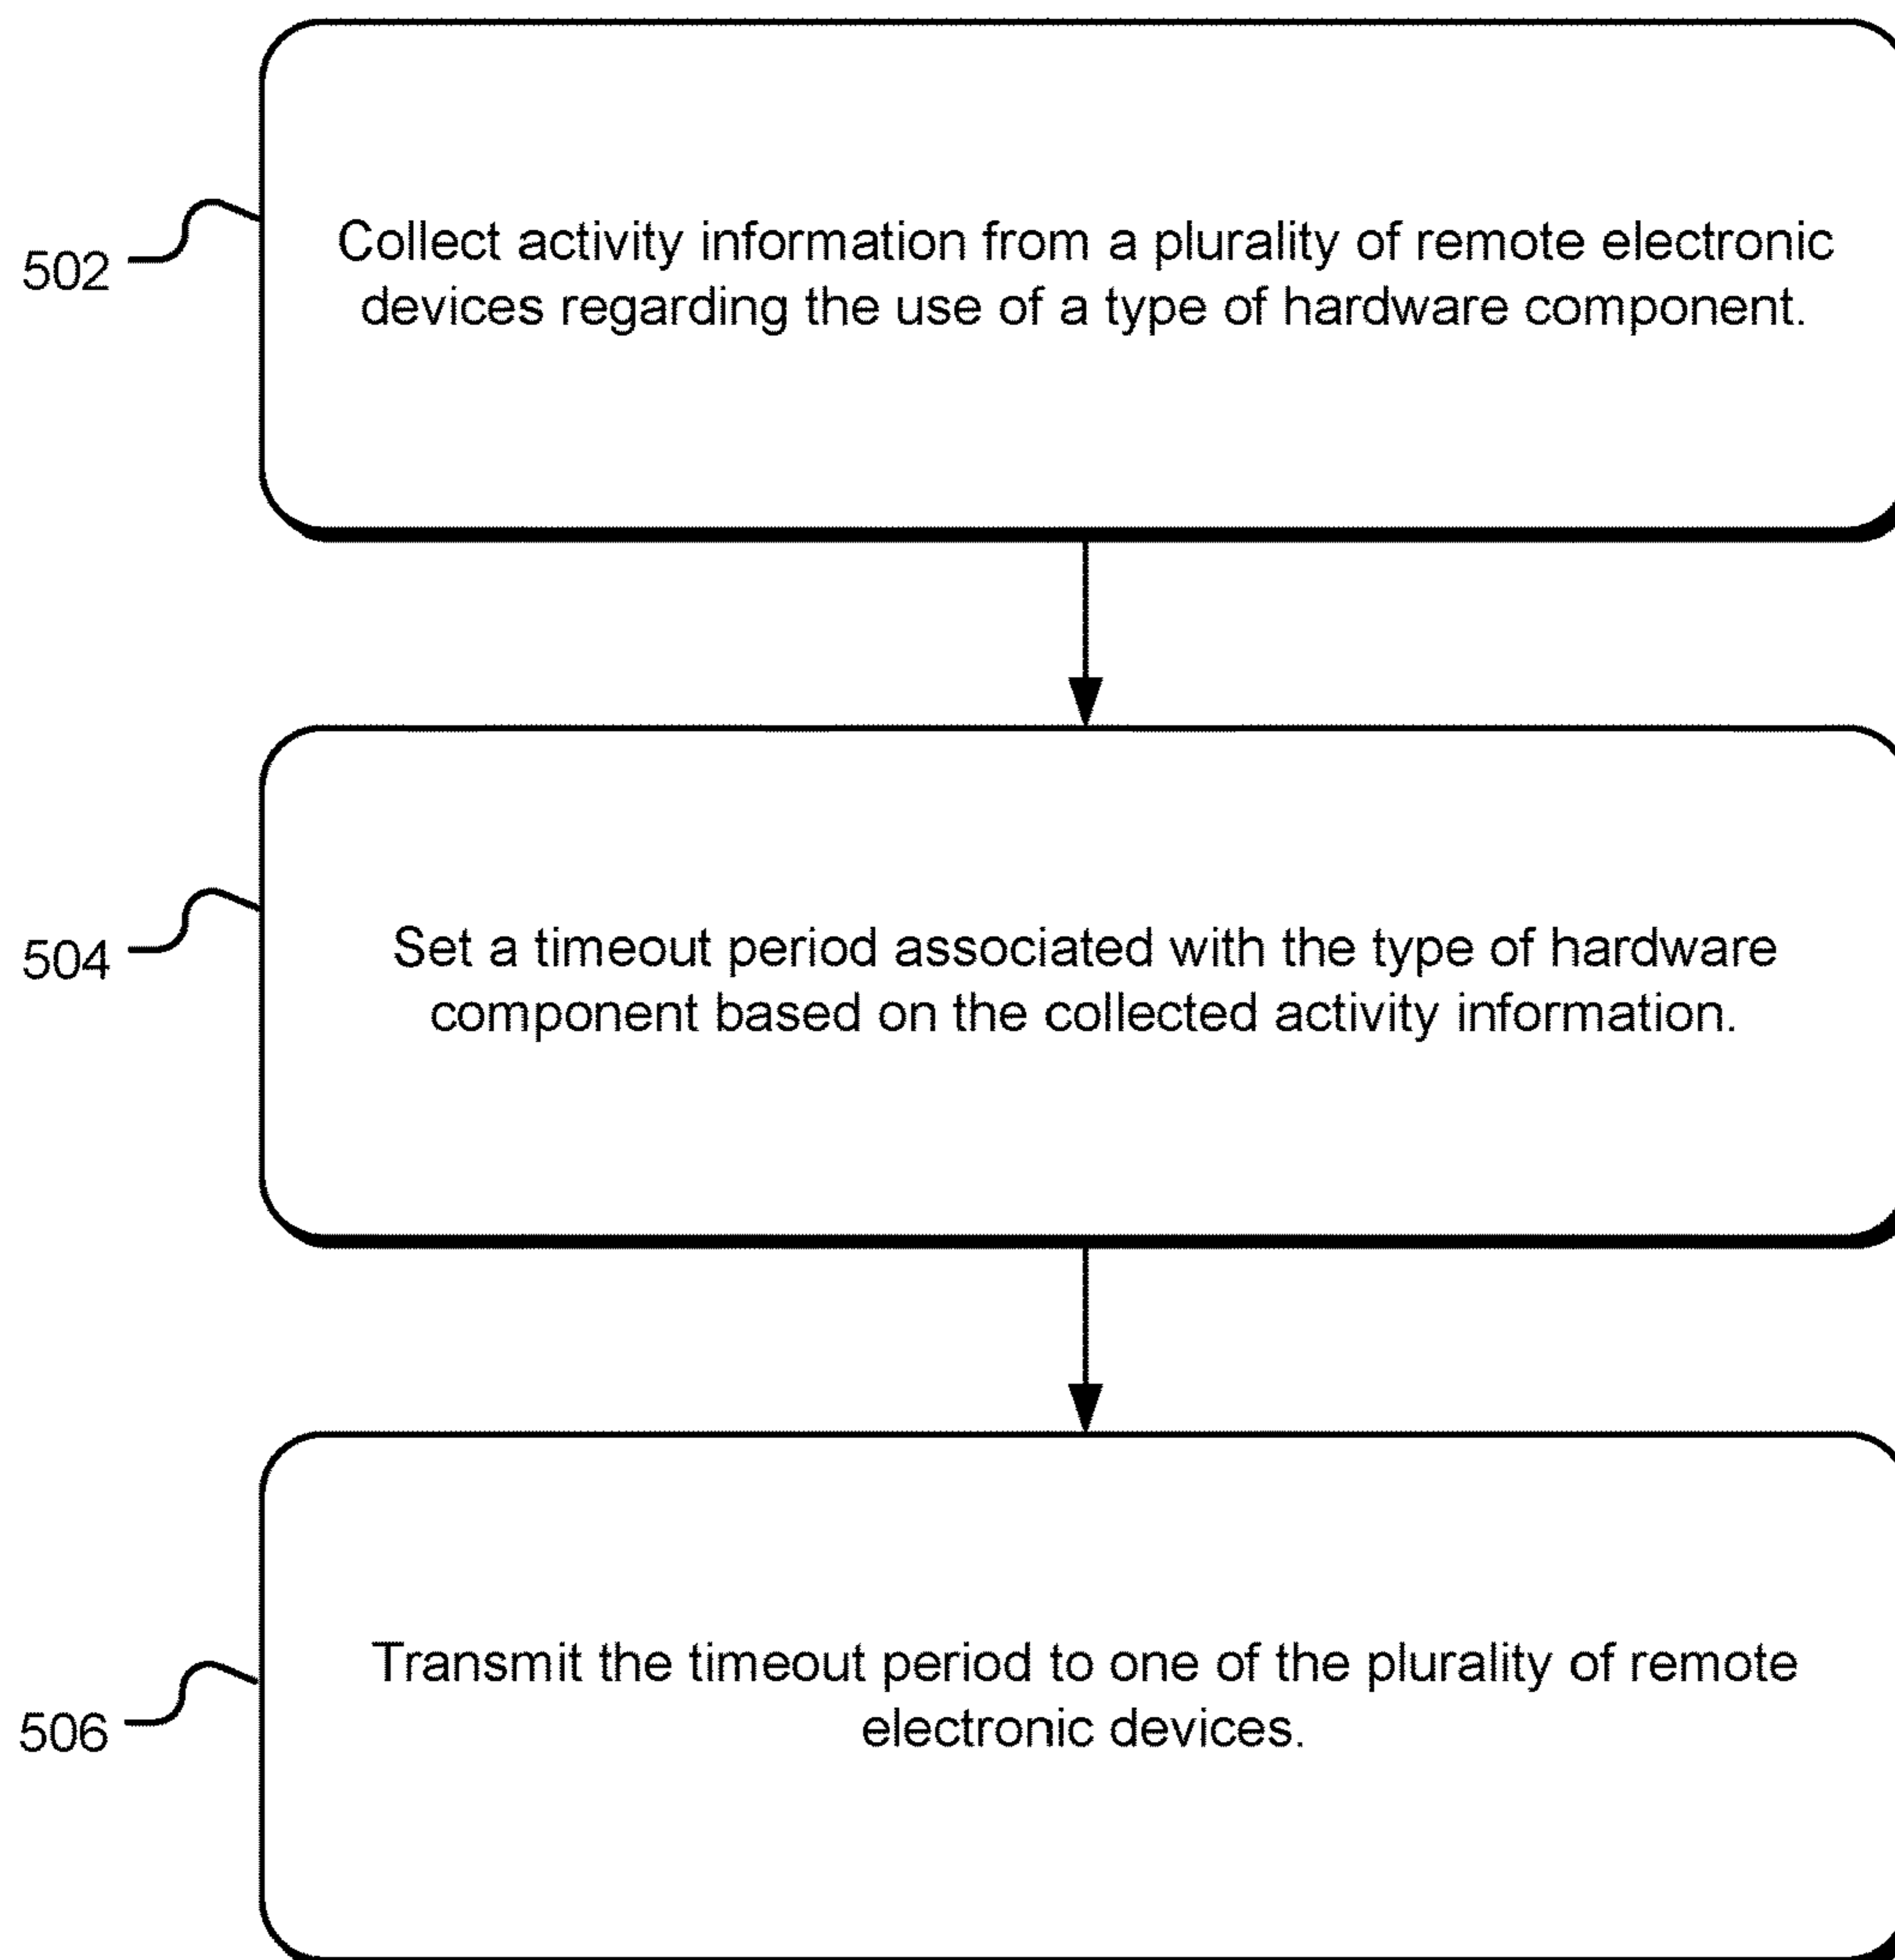 502
Collect activity information from a plurality of remote electronic
devices regarding the use of a type of hardware component.
504
Set a timeout period associated with the type of hardware
component based on the collected activity information.
506
Transmit the timeout period to one of the plurality of remote
electronic devices.